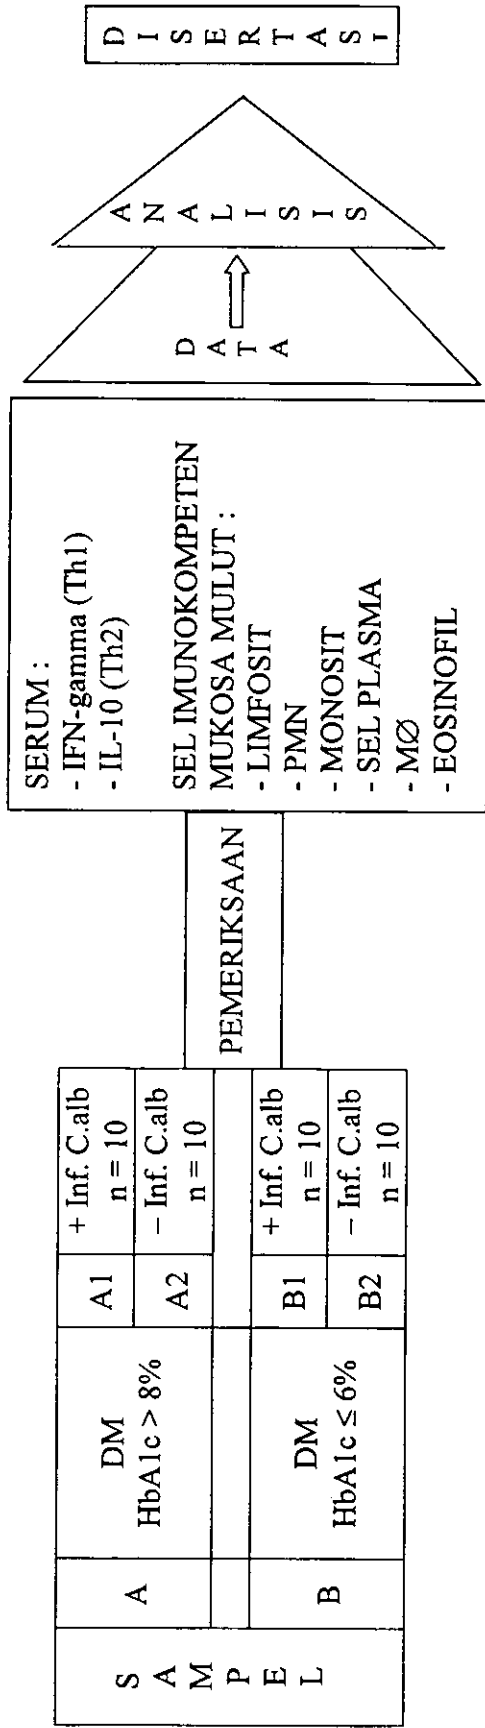 SAMPEL
A
DM
HbA1c > 8%
A1
+ Inf. C.alb
n = 10
A2
− Inf. C.alb
n = 10
B
DM
HbA1c ≤ 6%
B1
+ Inf. C.alb
n = 10
B2
− Inf. C.alb
n = 10
PEMERIKSAAN
SERUM :
- IFN-gamma (Th1)
- IL-10 (Th2)
SEL IMUNOKOMPETEN
MUKOSA MULUT :
- LIMFOSIT
- PMN
- MONOSIT
- SEL PLASMA
- MØ
- EOSINOFIL
DATA
ANALISIS
DISERTASI